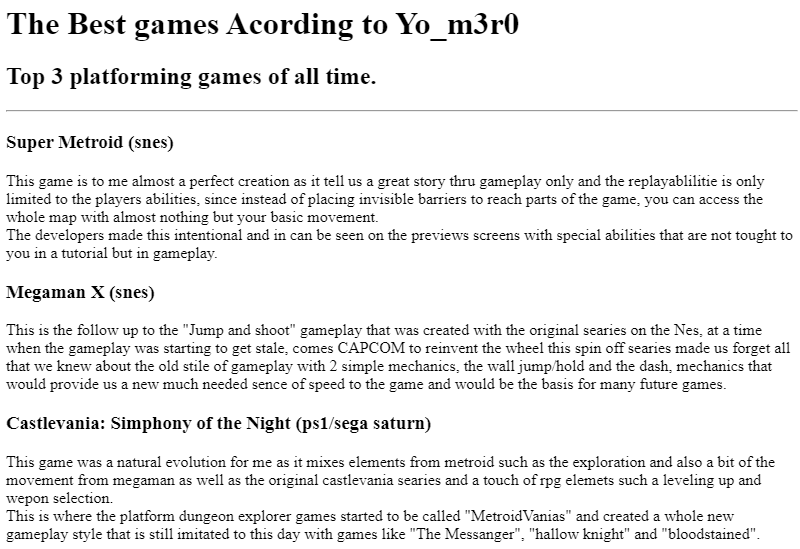 The Best games Acording to Yo_m3r0
Top 3 platforming games of all time.
Super Metroid (snes)
This game is to me almost a perfect creation as it tell us a great story thru gameplay only and the replayablilitie is only
limited to the players abilities, since instead of placing invisible barriers to reach parts of the game, you can access the
whole map with almost nothing but your basic movement.
The developers made this intentional and in can be seen on the previews screens with special abilities that are not tought to
you in a tutorial but in gameplay.
Megaman X (snes)
This is the follow up to the "Jump and shoot" gameplay that was created with the original searies on the Nes, at a time
when the gameplay was starting to get stale, comes CAPCOM to reinvent the wheel this spin off searies made us forget all
that we knew about the old stile of gameplay with 2 simple mechanics, the wall jump/hold and the dash, mechanics that
would provide us a new much needed sence of speed to the game and would be the basis for many future games.
Castlevania: Simphony of the Night (ps1/sega saturn)
This game was a natural evolution for me as it mixes elements from metroid such as the exploration and also a bit of the
movement from megaman as well as the original castlevania searies and a touch of rpg elemets such a leveling up and
wepon selection.
This is where the platform dungeon explorer games started to be called "MetroidVanias" and created a whole new
gameplay style that is still imitated to this day with games like "The Messanger", "hallow knight" and "bloodstained".